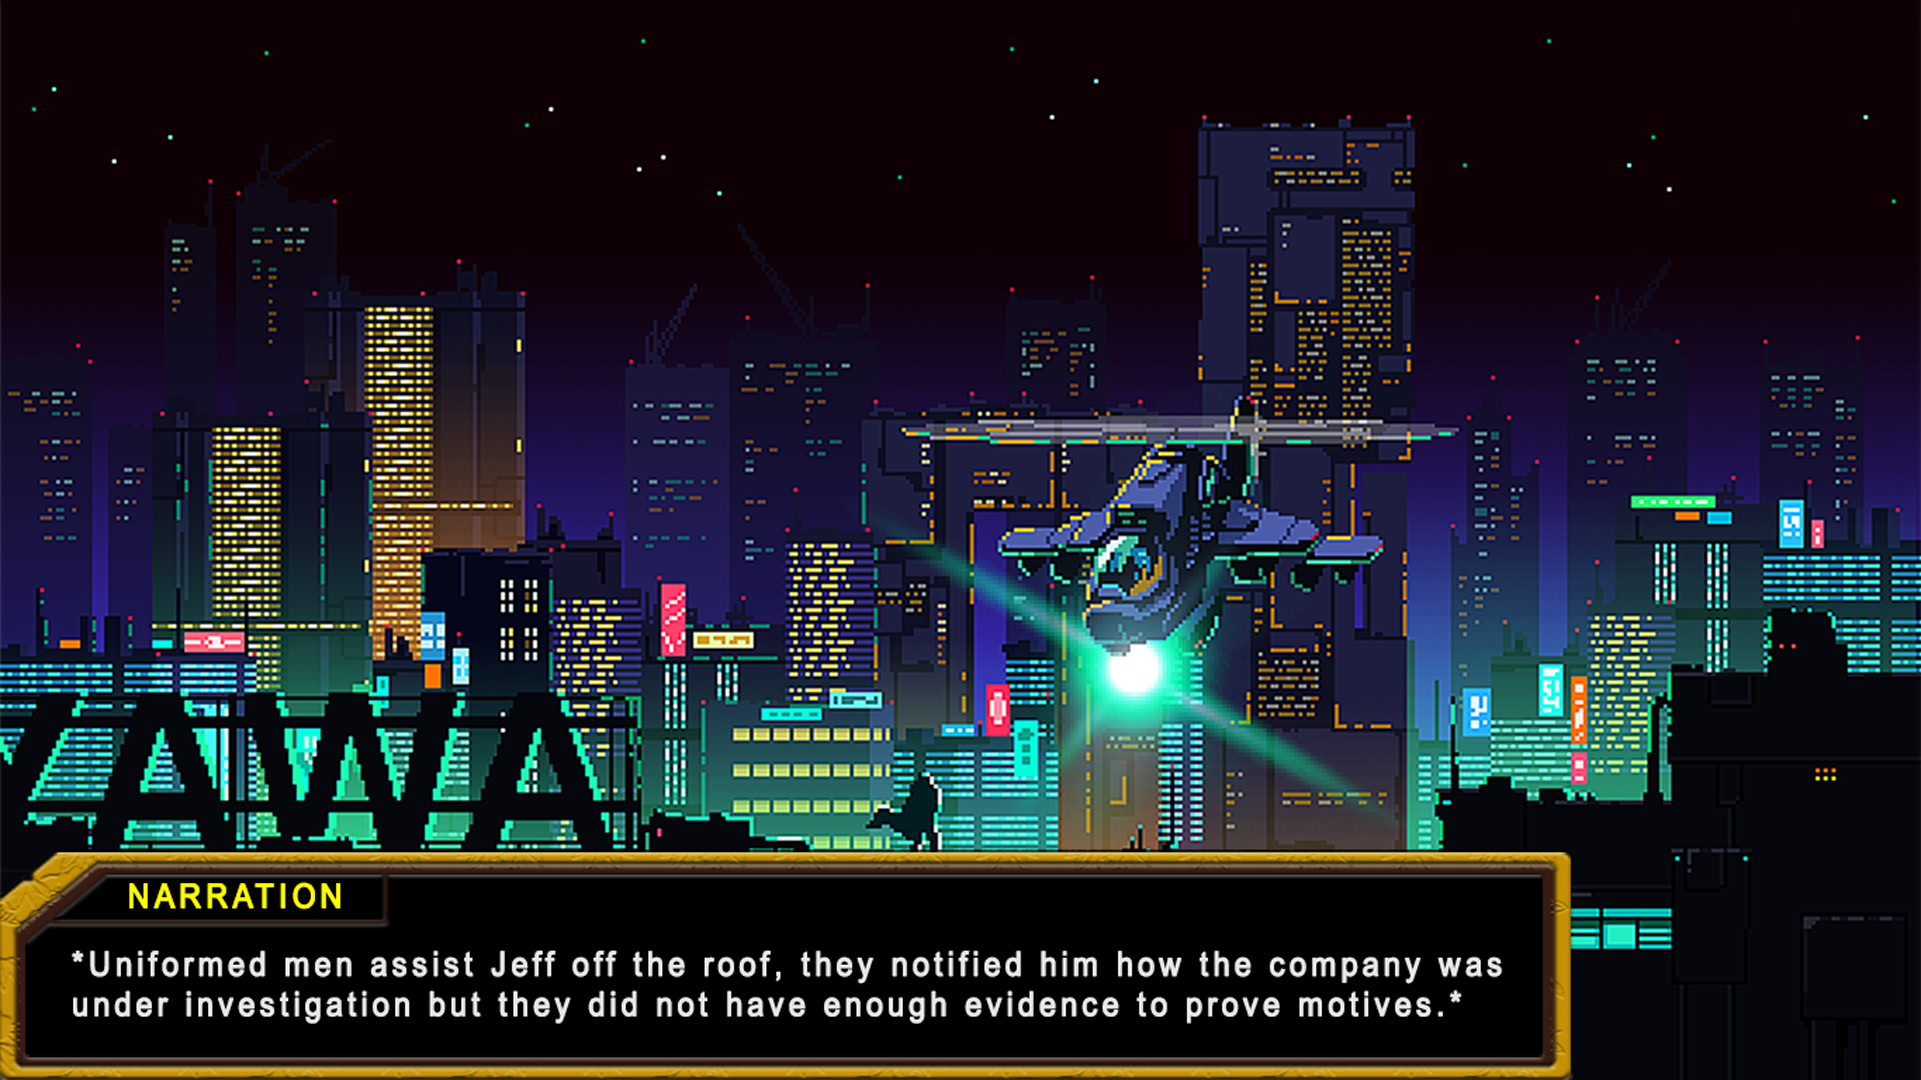 YAWA
NARRATION
*Uniformed men assist Jeff off the roof, they notified him how the company was
under investigation but they did not have enough evidence to prove motives.*